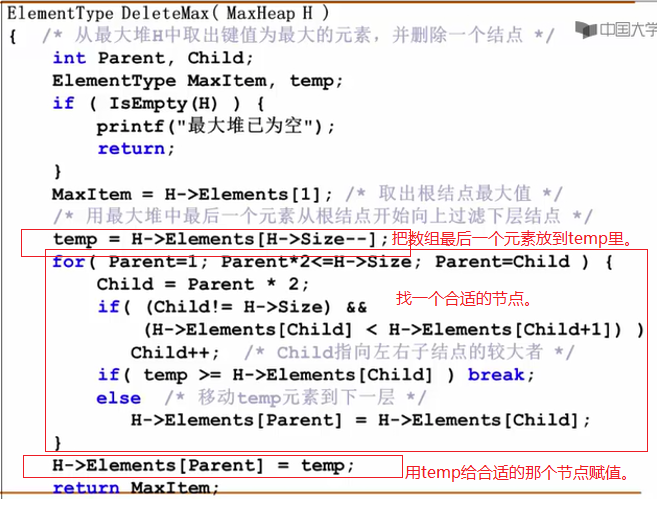 ElementType DeleteMax( MaxHeap H )
中国大学
{ /* 从最大堆H中取出键值为最大的元素，并删除一个结点 */
int Parent, Child;
ElementType MaxItem, temp;
if ( IsEmpty(H) ) {
printf("最大堆已为空");
return;
}
MaxItem = H->Elements[1]; /* 取出根结点最大值 */
/* 用最大堆中最后一个元素从根结点开始向上过滤下层结点 */
temp = H->Elements[H->Size--]; 把数组最后一个元素放到temp里。
for( Parent=1; Parent*2<=H->Size; Parent=Child ) {
Child = Parent * 2;
if( (Child!= H->Size) &&
找一个合适的节点。
(H->Elements[Child] < H->Elements[Child+1]) )
Child++; /* Child指向左右子结点的较大者 */
if( temp >= H->Elements[Child] ) break;
else /* 移动temp元素到下一层 */
H->Elements[Parent] = H->Elements[Child];
}
H->Elements[Parent] = temp; 用temp给合适的那个节点赋值。
return MaxItem;